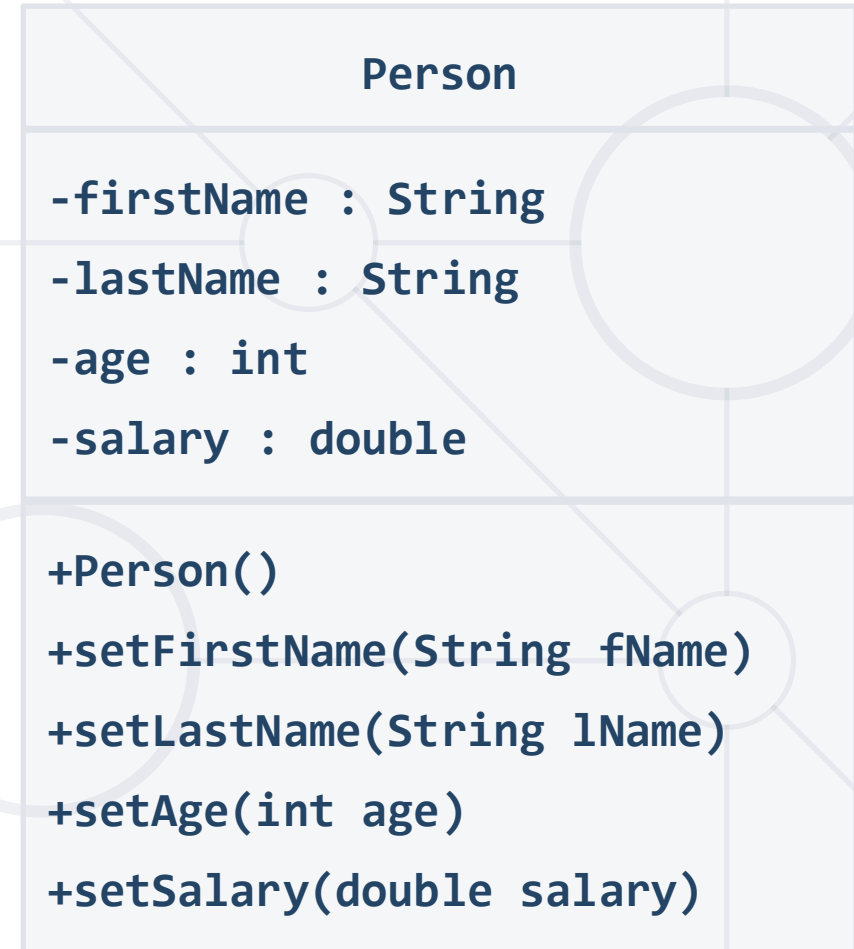 Person
-firstName : String
-lastName : String
-age : int
-salary : double
+Person()
+setFirstName(String fName)
+setLastName(String lName)
+setAge(int age)
+setSalary(double salary)